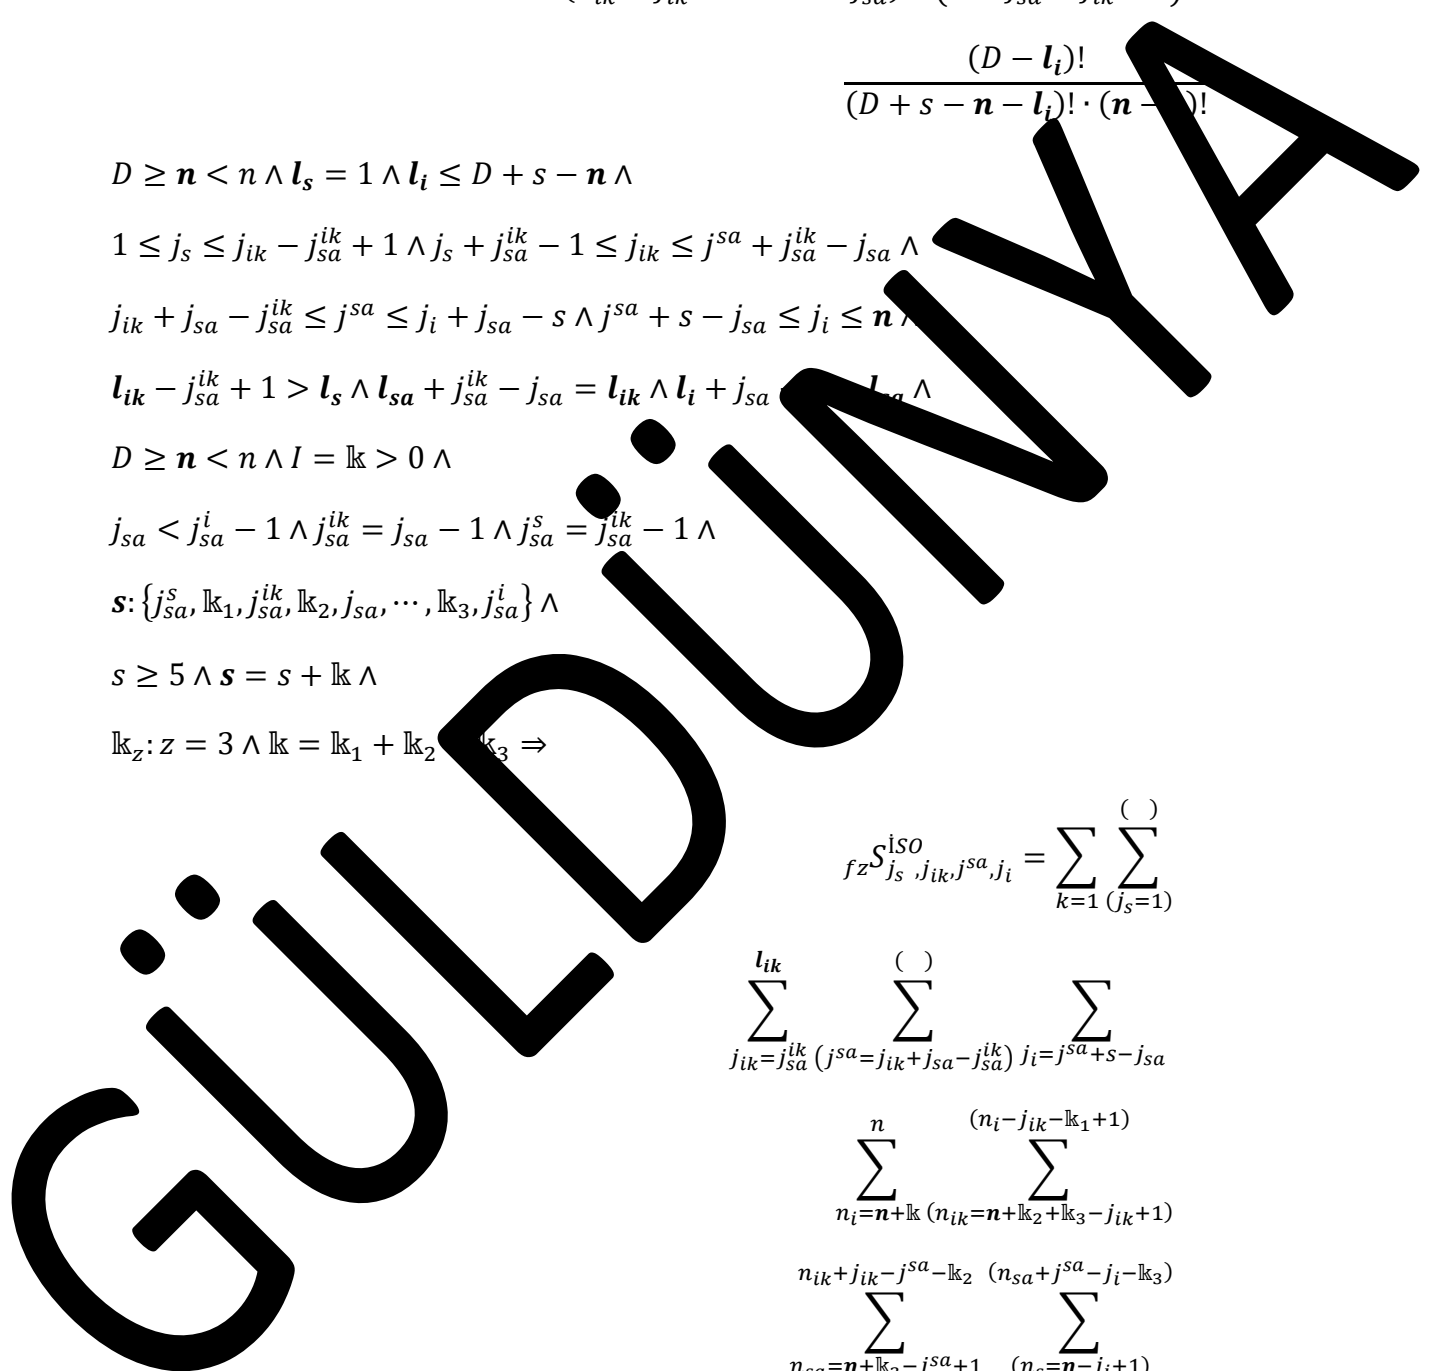 (D − l_i)!
(D + s − n − l_i)! · (n − )!
D ≥ n < n ∧ l_s = 1 ∧ l_i ≤ D + s − n ∧
1 ≤ j_s ≤ j_ik − j_sa^ik + 1 ∧ j_s + j_sa^ik − 1 ≤ j_ik ≤ j^sa + j_sa^ik − j_sa ∧
j_ik + j_sa − j_sa^ik ≤ j^sa ≤ j_i + j_sa − s ∧ j^sa + s − j_sa ≤ j_i ≤ n ∧
l_ik − j_sa^ik + 1 > l_s ∧ l_sa + j_sa^ik − j_sa = l_ik ∧ l_i + j_sa l_sa ∧
D ≥ n < n ∧ I = 𝕜 > 0 ∧
j_sa < j_sa^i − 1 ∧ j_sa^ik = j_sa − 1 ∧ j_sa^s = j_sa^ik − 1 ∧
s: {j_sa^s, 𝕜_1, j_sa^ik, 𝕜_2, j_sa, ⋯ , 𝕜_3, j_sa^i} ∧
s ≥ 5 ∧ s = s + 𝕜 ∧
𝕜_z: z = 3 ∧ 𝕜 = 𝕜_1 + 𝕜_2 𝕜_3 ⇒
( )
fz S^İSO_{j_s ,j_ik,j^sa,j_i} = ∑ ∑
k=1 (j_s=1)
l_ik ( )
∑ ∑ ∑
j_ik=j_sa^ik (j^sa=j_ik+j_sa−j_sa^ik) j_i=j^sa+s−j_sa
n (n_i−j_ik−𝕜_1+1)
∑ ∑
n_i=n+𝕜 (n_ik=n+𝕜_2+𝕜_3−j_ik+1)
n_ik+j_ik−j^sa−𝕜_2 (n_sa+j^sa−j_i−𝕜_3)
∑ ∑
n_sa=n+𝕜_3−j^sa+1 (n_s=n−j_i+1)
GÜLDÜNYA